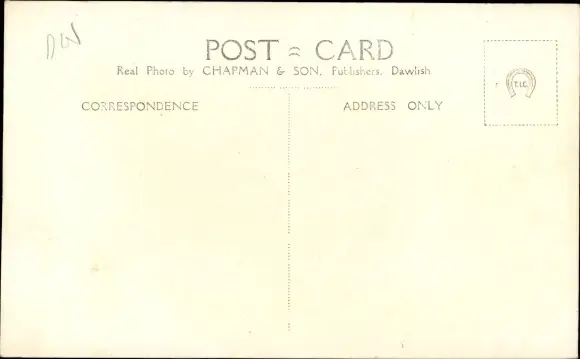 POST = CARD
Real Photo by CHAPMAN & SON, Publishers, Dawlish
CORRESPONDENCE
ADDRESS ONLY
T.I.C.